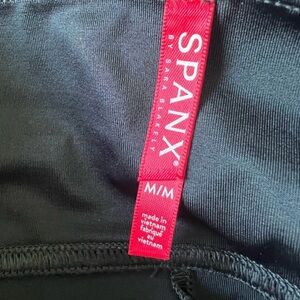 SPANX®
BY SARA BLAKELY
M/M
made in
vietnam
fabriqué
au
vietnam